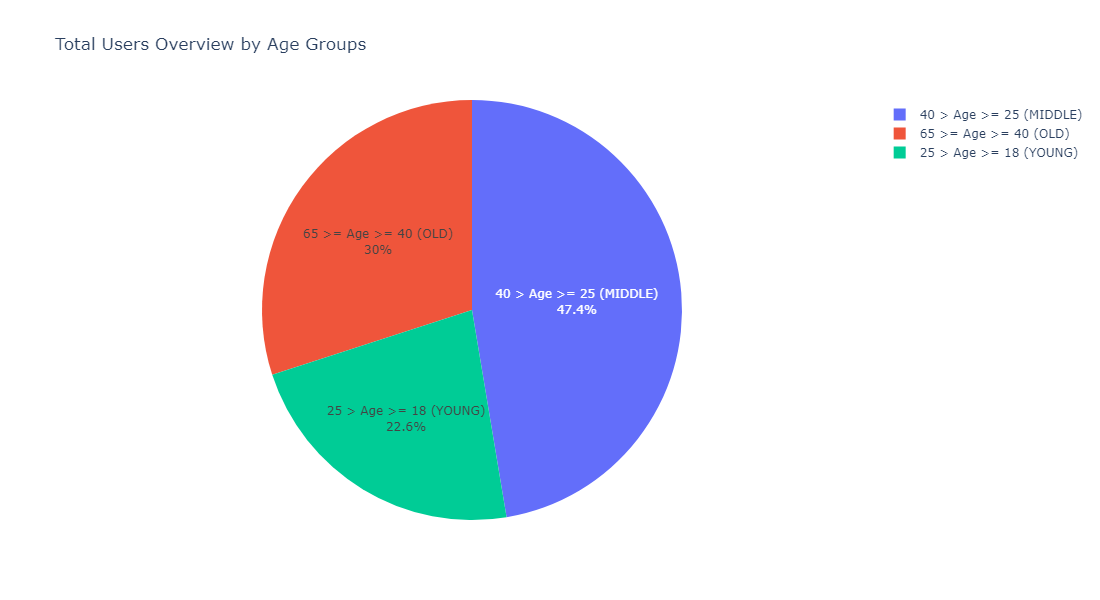 Total Users Overview by Age Groups
40 > Age >= 25 (MIDDLE)
65 >= Age >= 40 (OLD)
25 > Age >= 18 (YOUNG)
65 >= Age >= 40 (OLD)
30%
40 > Age >= 25 (MIDDLE)
47.4%
25 > Age >= 18 (YOUNG)
22.6%